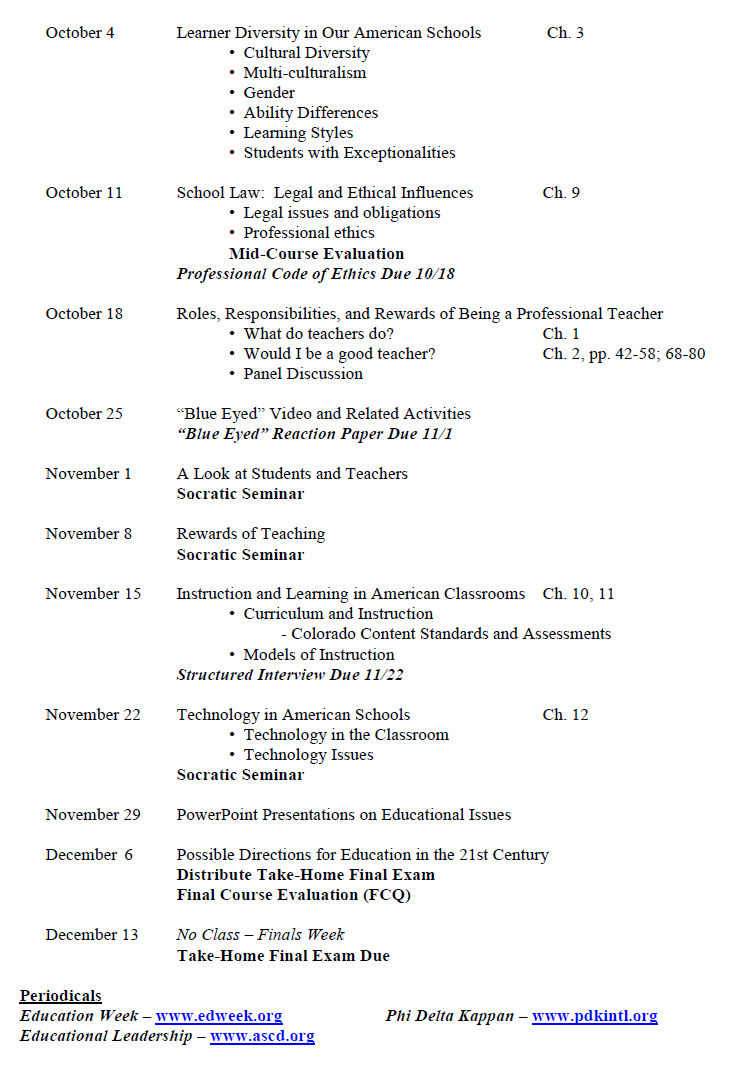 October 4 Learner Diversity in Our American Schools Ch. 3
• Cultural Diversity
• Multi-culturalism
• Gender
• Ability Differences
• Learning Styles
• Students with Exceptionalities
October 11 School Law: Legal and Ethical Influences Ch. 9
• Legal issues and obligations
• Professional ethics
Mid-Course Evaluation
Professional Code of Ethics Due 10/18
October 18 Roles, Responsibilities, and Rewards of Being a Professional Teacher
• What do teachers do? Ch. 1
• Would I be a good teacher? Ch. 2, pp. 42-58; 68-80
• Panel Discussion
October 25 “Blue Eyed” Video and Related Activities
“Blue Eyed” Reaction Paper Due 11/1
November 1 A Look at Students and Teachers
Socratic Seminar
November 8 Rewards of Teaching
Socratic Seminar
November 15 Instruction and Learning in American Classrooms Ch. 10, 11
• Curriculum and Instruction
- Colorado Content Standards and Assessments
• Models of Instruction
Structured Interview Due 11/22
November 22 Technology in American Schools Ch. 12
• Technology in the Classroom
• Technology Issues
Socratic Seminar
November 29 PowerPoint Presentations on Educational Issues
December 6 Possible Directions for Education in the 21st Century
Distribute Take-Home Final Exam
Final Course Evaluation (FCQ)
December 13 No Class – Finals Week
Take-Home Final Exam Due
Periodicals
Education Week – www.edweek.org Phi Delta Kappan – www.pdkintl.org
Educational Leadership – www.ascd.org